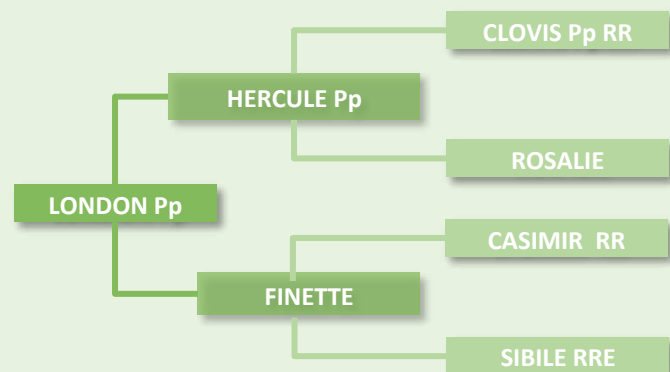 CLOVIS Pp RR
HERCULE Pp
ROSALIE
LONDON Pp
CASIMIR RR
FINETTE
SIBILE RRE